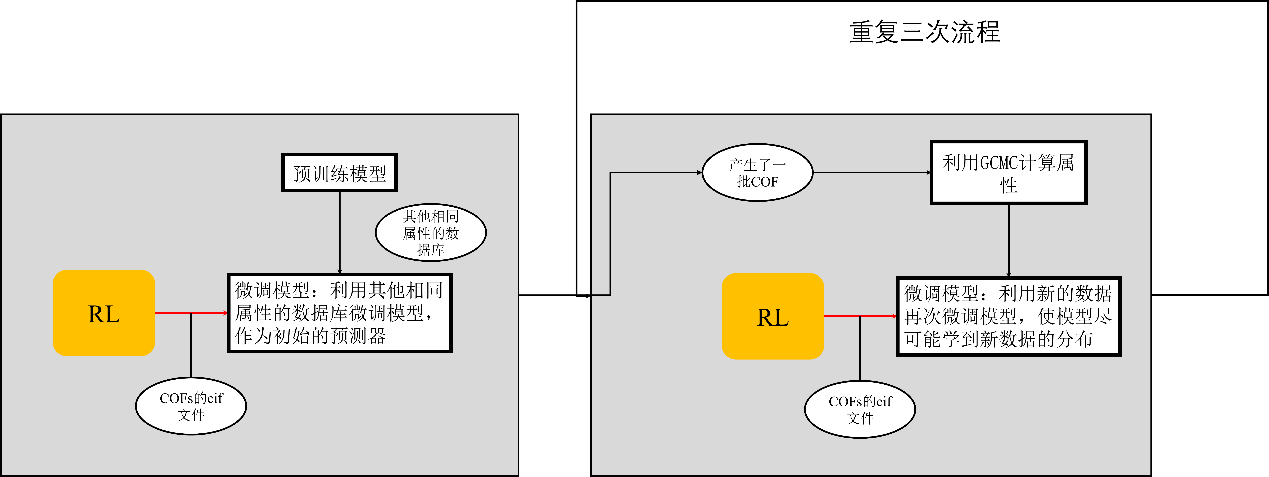 重复三次流程
预训练模型
其他相同
属性的数
据库
RL
微调模型：利用其他相同
属性的数据库微调模型，
作为初始的预测器
COFs的cif
文件
产生了一
批COF
利用GCMC计算属
性
RL
微调模型：利用新的数据
再次微调模型，使模型尽
可能学到新数据的分布
COFs的cif
文件